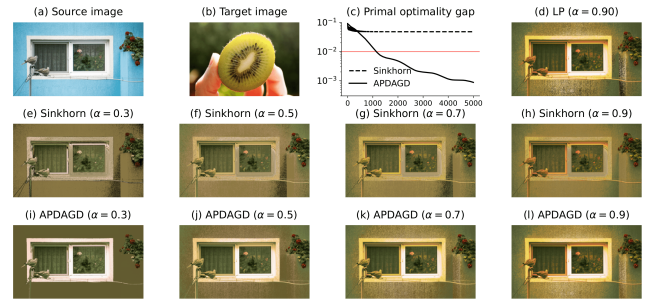 (a) Source image
(b) Target image
(c) Primal optimality gap
(d) LP (α = 0.90)
10⁻¹
10⁻²
10⁻³
Sinkhorn
APDAGD
0 1000 2000 3000 4000 5000
(e) Sinkhorn (α = 0.3)
(f) Sinkhorn (α = 0.5)
(g) Sinkhorn (α = 0.7)
(h) Sinkhorn (α = 0.9)
(i) APDAGD (α = 0.3)
(j) APDAGD (α = 0.5)
(k) APDAGD (α = 0.7)
(l) APDAGD (α = 0.9)